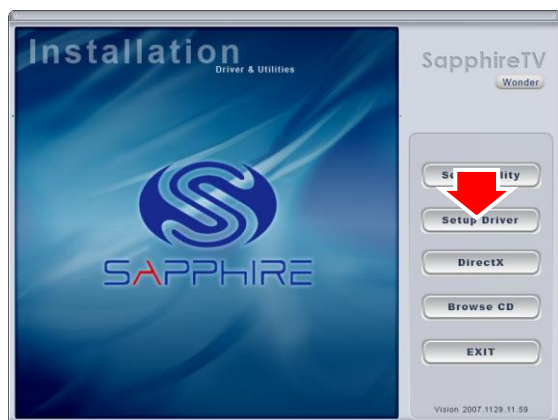 Installation
Driver & Utilities
SAPPHIRE
SapphireTV
Wonder
Setup Driver
DirectX
Browse CD
EXIT
Vision 2007.1129.11.59